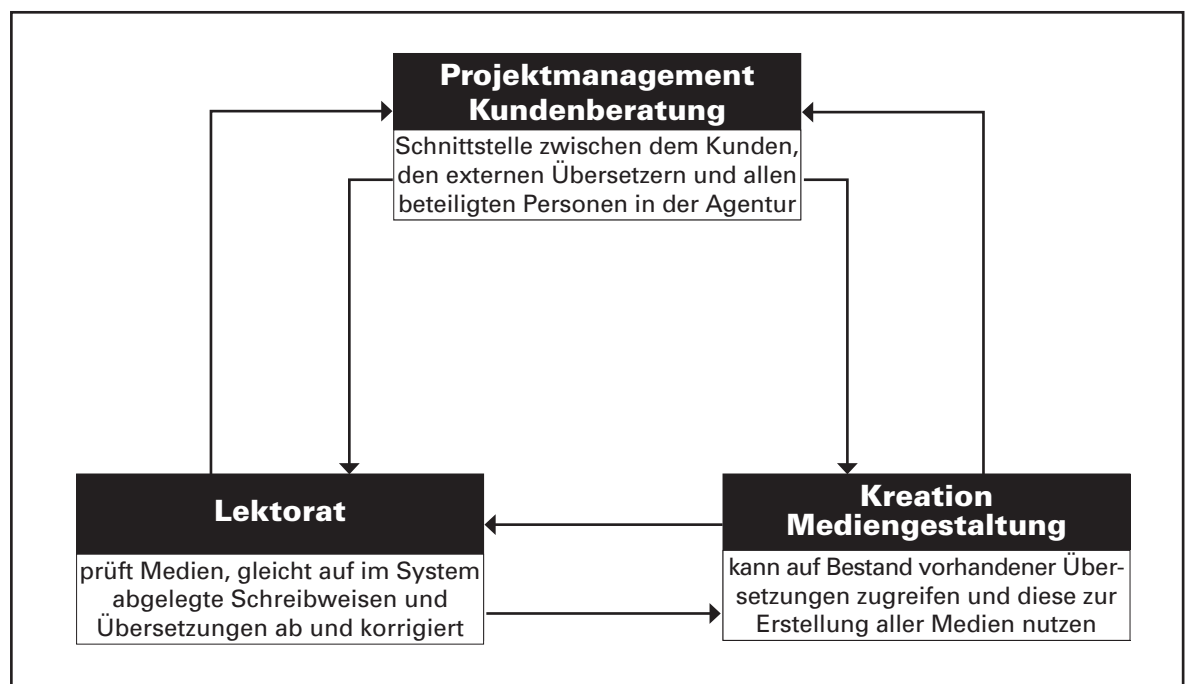 Projektmanagement
Kundenberatung
Schnittstelle zwischen dem Kunden,
den externen Übersetzern und allen
beteiligten Personen in der Agentur
Lektorat
prüft Medien, gleicht auf im System
abgelegte Schreibweisen und
Übersetzungen ab und korrigiert
Kreation
Mediengestaltung
kann auf Bestand vorhandener Über-
setzungen zugreifen und diese zur
Erstellung aller Medien nutzen